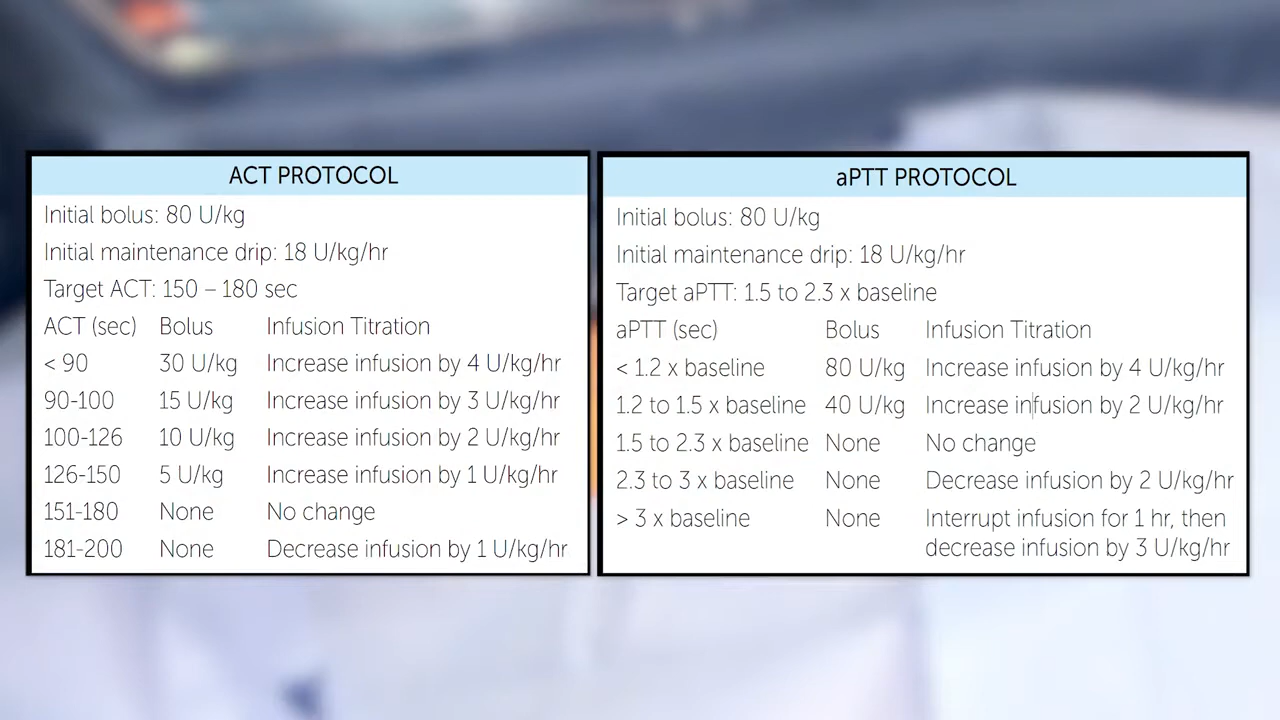 ACT PROTOCOL
Initial bolus: 80 U/kg
Initial maintenance drip: 18 U/kg/hr
Target ACT: 150 – 180 sec
ACT (sec) Bolus Infusion Titration
< 90 30 U/kg Increase infusion by 4 U/kg/hr
90-100 15 U/kg Increase infusion by 3 U/kg/hr
100-126 10 U/kg Increase infusion by 2 U/kg/hr
126-150 5 U/kg Increase infusion by 1 U/kg/hr
151-180 None No change
181-200 None Decrease infusion by 1 U/kg/hr
aPTT PROTOCOL
Initial bolus: 80 U/kg
Initial maintenance drip: 18 U/kg/hr
Target aPTT: 1.5 to 2.3 x baseline
aPTT (sec) Bolus Infusion Titration
< 1.2 x baseline 80 U/kg Increase infusion by 4 U/kg/hr
1.2 to 1.5 x baseline 40 U/kg Increase infusion by 2 U/kg/hr
1.5 to 2.3 x baseline None No change
2.3 to 3 x baseline None Decrease infusion by 2 U/kg/hr
> 3 x baseline None Interrupt infusion for 1 hr, then
decrease infusion by 3 U/kg/hr